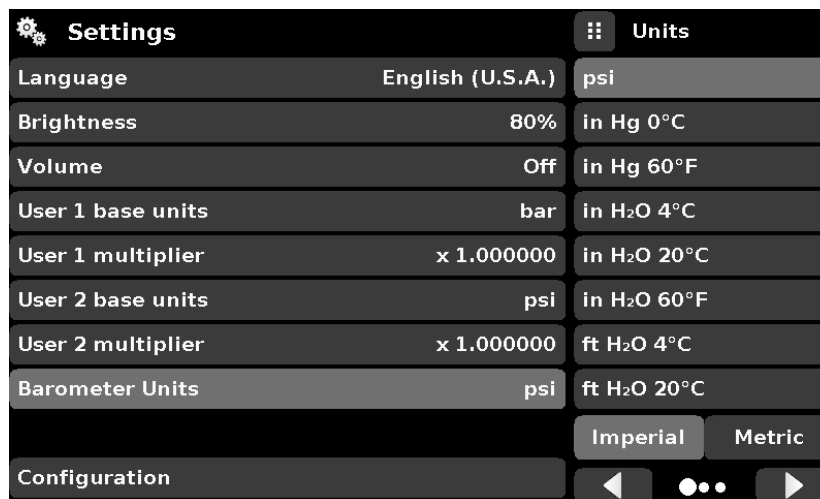 Settings
Language English (U.S.A.)
Brightness 80%
Volume Off
User 1 base units bar
User 1 multiplier x 1.000000
User 2 base units psi
User 2 multiplier x 1.000000
Barometer Units psi
Configuration
Units
psi
in Hg 0°C
in Hg 60°F
in H₂O 4°C
in H₂O 20°C
in H₂O 60°F
ft H₂O 4°C
ft H₂O 20°C
Imperial Metric